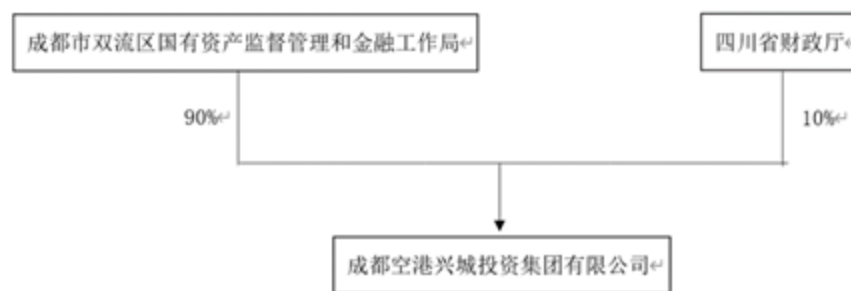 成都市双流区国有资产监督管理和金融工作局
四川省财政厅
90%
10%
成都空港兴城投资集团有限公司